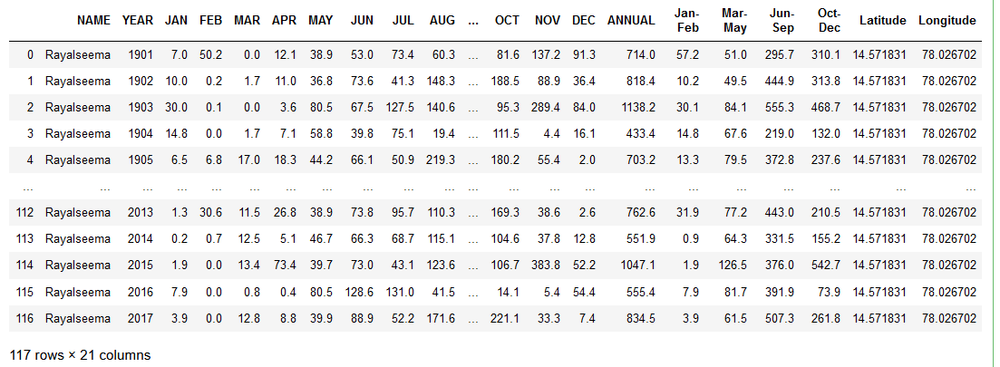 NAME YEAR JAN FEB MAR APR MAY JUN JUL AUG ... OCT NOV DEC ANNUAL Jan-Feb Mar-May Jun-Sep Oct-Dec Latitude Longitude
0 Rayalseema 1901 7.0 50.2 0.0 12.1 38.9 53.0 73.4 60.3 ... 81.6 137.2 91.3 714.0 57.2 51.0 295.7 310.1 14.571831 78.026702
1 Rayalseema 1902 10.0 0.2 1.7 11.0 36.8 73.6 41.3 148.3 ... 188.5 88.9 36.4 818.4 10.2 49.5 444.9 313.8 14.571831 78.026702
2 Rayalseema 1903 30.0 0.1 0.0 3.6 80.5 67.5 127.5 140.6 ... 95.3 289.4 84.0 1138.2 30.1 84.1 555.3 468.7 14.571831 78.026702
3 Rayalseema 1904 14.8 0.0 1.7 7.1 58.8 39.8 75.1 19.4 ... 111.5 4.4 16.1 433.4 14.8 67.6 219.0 132.0 14.571831 78.026702
4 Rayalseema 1905 6.5 6.8 17.0 18.3 44.2 66.1 50.9 219.3 ... 180.2 55.4 2.0 703.2 13.3 79.5 372.8 237.6 14.571831 78.026702
... ... ... ... ... ... ... ... ... ... ... ... ... ... ... ... ... ... ... ... ... ...
112 Rayalseema 2013 1.3 30.6 11.5 26.8 38.9 73.8 95.7 110.3 ... 169.3 38.6 2.6 762.6 31.9 77.2 443.0 210.5 14.571831 78.026702
113 Rayalseema 2014 0.2 0.7 12.5 5.1 46.7 66.3 68.7 115.1 ... 104.6 37.8 12.8 551.9 0.9 64.3 331.5 155.2 14.571831 78.026702
114 Rayalseema 2015 1.9 0.0 13.4 73.4 39.7 73.0 43.1 123.6 ... 106.7 383.8 52.2 1047.1 1.9 126.5 376.0 542.7 14.571831 78.026702
115 Rayalseema 2016 7.9 0.0 0.8 0.4 80.5 128.6 131.0 41.5 ... 14.1 5.4 54.4 555.4 7.9 81.7 391.9 73.9 14.571831 78.026702
116 Rayalseema 2017 3.9 0.0 12.8 8.8 39.9 88.9 52.2 171.6 ... 221.1 33.3 7.4 834.5 3.9 61.5 507.3 261.8 14.571831 78.026702
117 rows × 21 columns